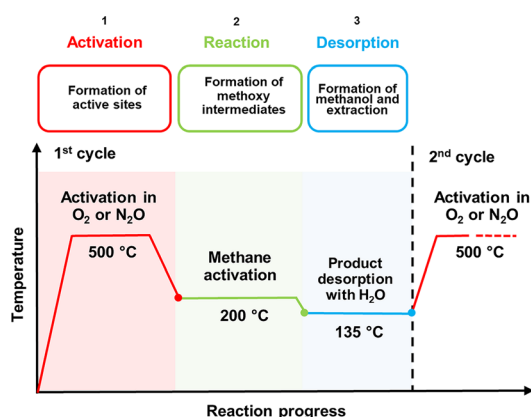 1
Activation
2
Reaction
3
Desorption
Formation of
active sites
Formation of
methoxy
intermediates
Formation of
methanol and
extraction
1st cycle
2nd cycle
Activation in
O2 or N2O
500 °C
Methane
activation
200 °C
Product
desorption
with H2O
135 °C
Activation in
O2 or N2O
500 °C
Temperature
Reaction progress